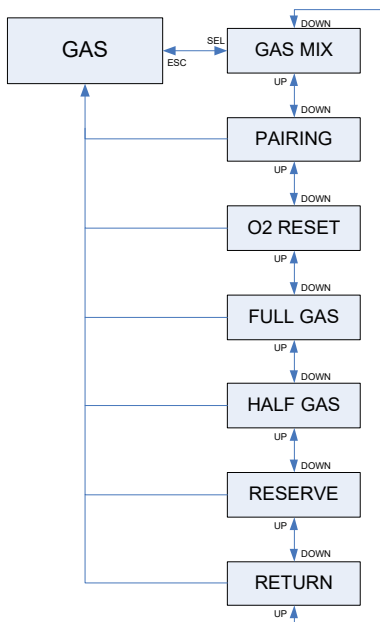 DOWN
GAS
SEL
ESC
GAS MIX
UP
DOWN
PAIRING
UP
DOWN
O2 RESET
UP
DOWN
FULL GAS
UP
DOWN
HALF GAS
UP
DOWN
RESERVE
UP
DOWN
RETURN
UP